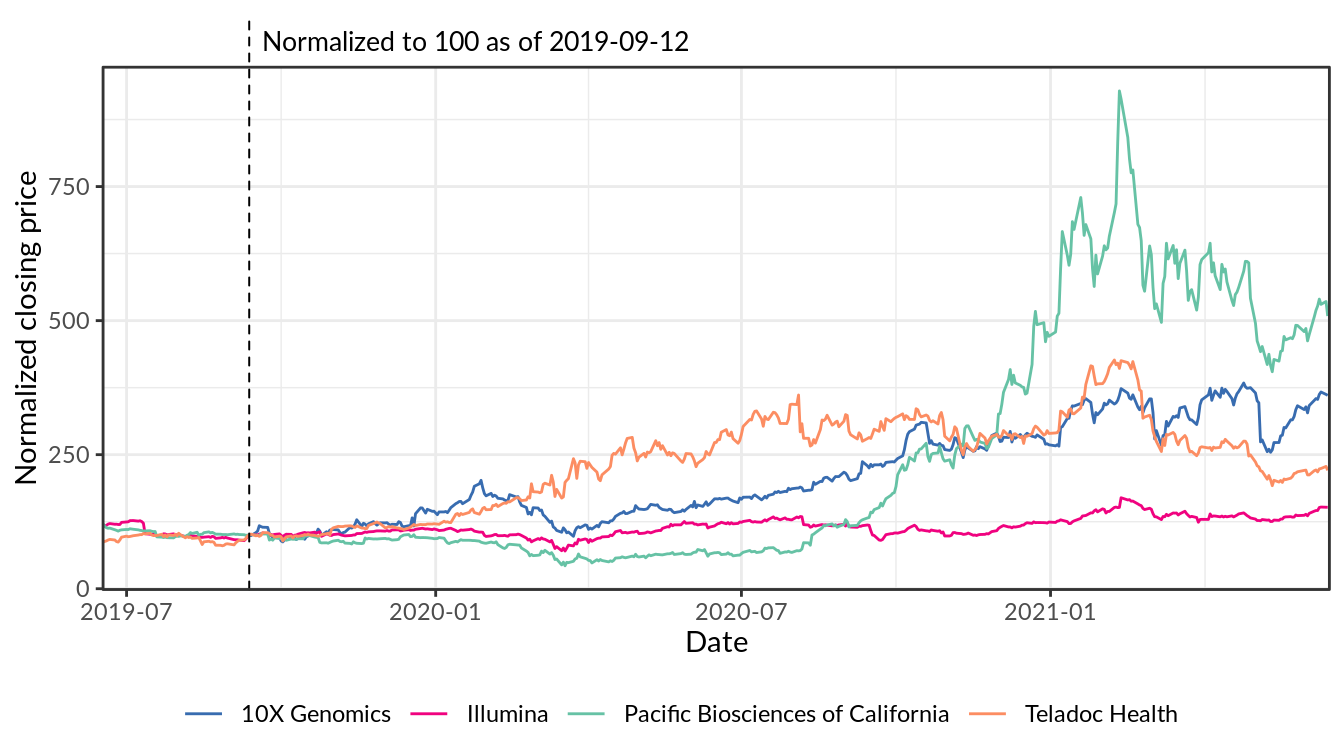 Normalized to 100 as of 2019-09-12
Normalized closing price
750
500
250
0
2019-07 2020-01 2020-07 2021-01
Date
10X Genomics Illumina Pacific Biosciences of California Teladoc Health